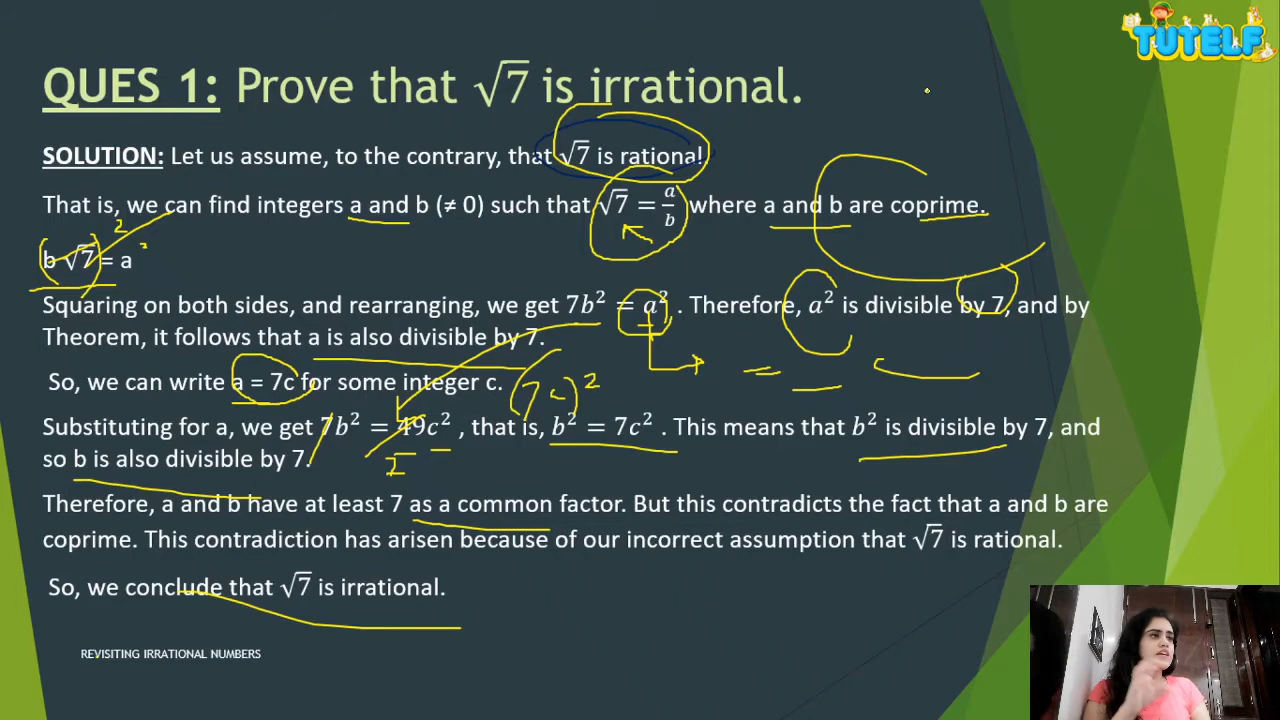 TUTELF
QUES 1: Prove that √7 is irrational.
SOLUTION: Let us assume, to the contrary, that √7 is rational.
That is, we can find integers a and b (≠ 0) such that √7 = a/b where a and b are coprime.
2
(b √7) = a ²
Squaring on both sides, and rearranging, we get 7b² = a² . Therefore, a² is divisible by 7, and by
Theorem, it follows that a is also divisible by 7.
So, we can write a = 7c for some integer c. (7c)²
Substituting for a, we get 7b² = 49c² , that is, b² = 7c² . This means that b² is divisible by 7, and
so b is also divisible by 7.
Therefore, a and b have at least 7 as a common factor. But this contradicts the fact that a and b are
coprime. This contradiction has arisen because of our incorrect assumption that √7 is rational.
So, we conclude that √7 is irrational.
REVISITING IRRATIONAL NUMBERS